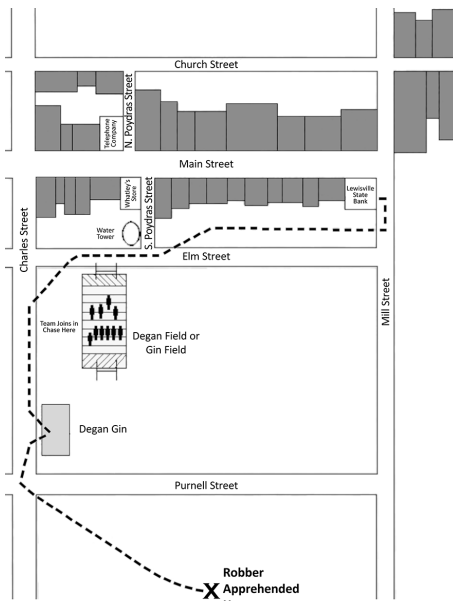 Church Street
N. Poydras Street
Telephone
Company
Main Street
Charles Street
Whatley's
Store
S. Poydras Street
Lewisville
State
Bank
Water
Tower
Elm Street
Mill Street
Team Joins in
Chase Here
Degan Field or
Gin Field
Degan Gin
Purnell Street
X
Robber
Apprehended